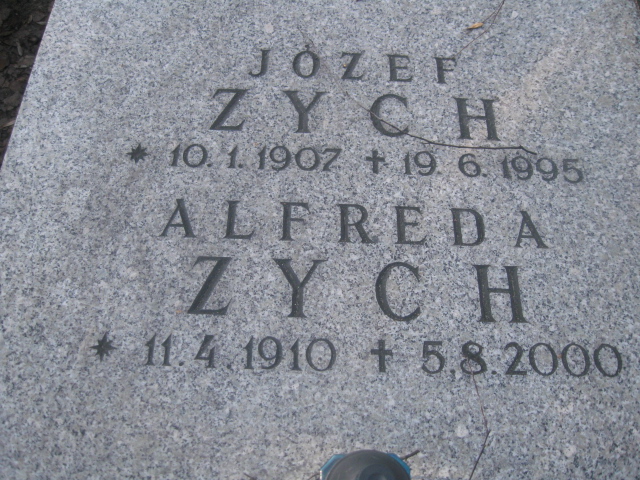 JÓZEF
ZYCH
* 10.1.1907 † 19.6.1995
ALFREDA
ZYCH
* 11.4.1910 † 5.8.2000